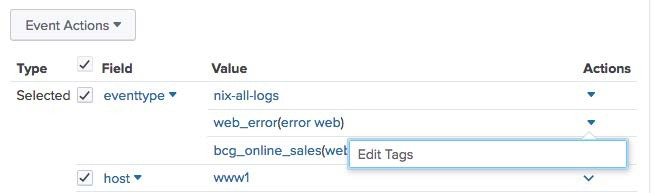 Event Actions
Type Field Value Actions
Selected eventtype nix-all-logs
web_error(error web)
bcg_online_sales(web
Edit Tags
host www1